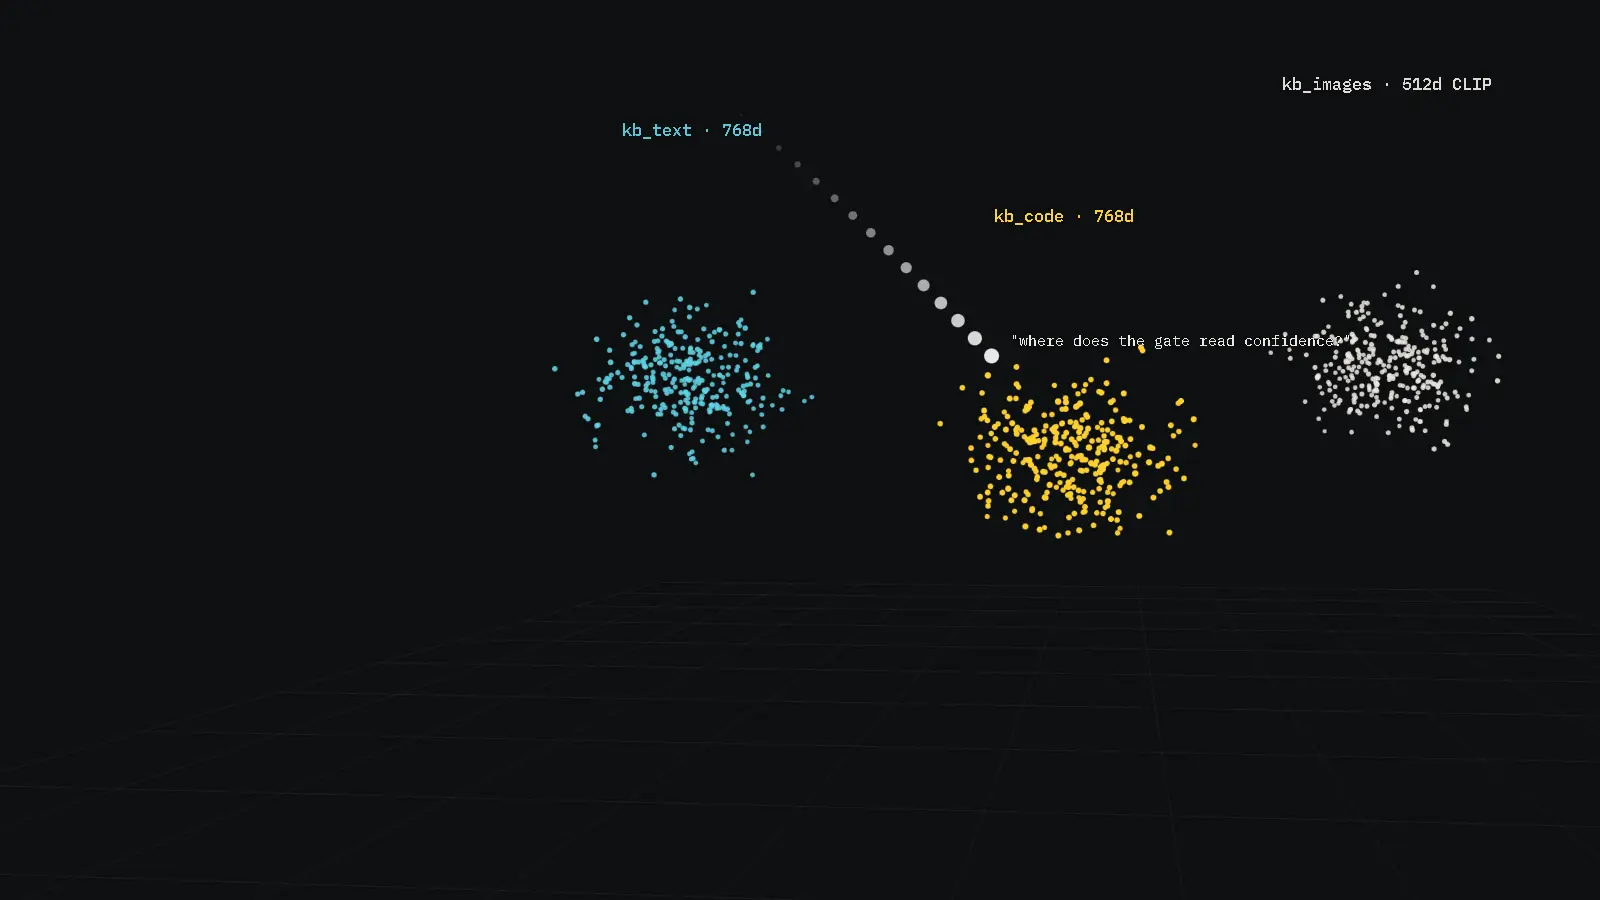 kb_images · 512d CLIP
kb_text · 768d
kb_code · 768d
"where does the gate read confidence?"